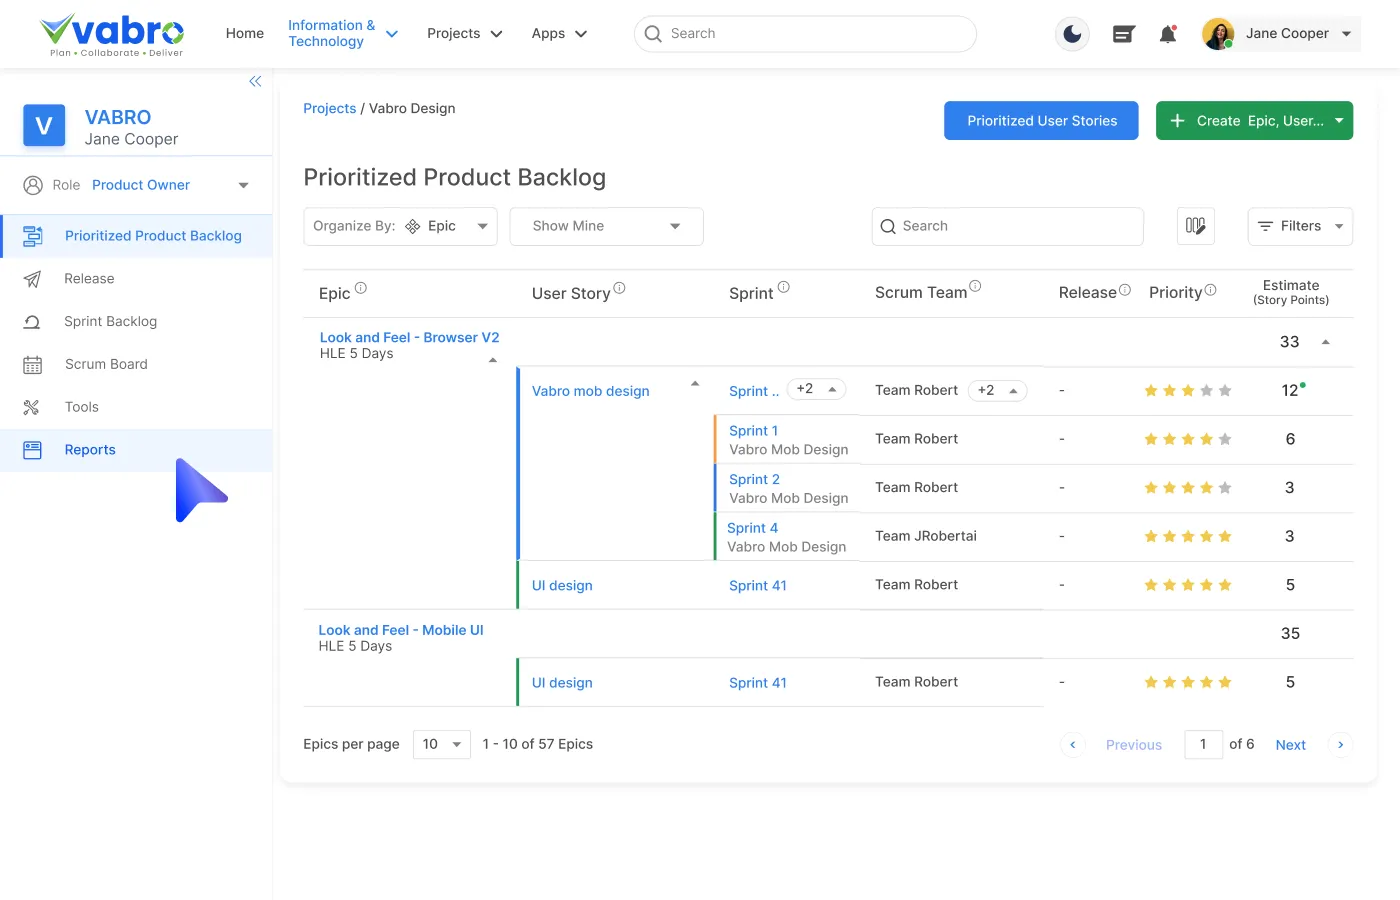 vabro
Plan • Collaborate • Deliver
Home
Information &
Technology
Projects
Apps
Search
Jane Cooper
V
VABRO
Jane Cooper
Role Product Owner
Prioritized Product Backlog
Release
Sprint Backlog
Scrum Board
Tools
Reports
Projects / Vabro Design
Prioritized User Stories
+ Create Epic, User...
Prioritized Product Backlog
Organize By: Epic
Show Mine
Search
Filters
Epic User Story Sprint Scrum Team Release Priority Estimate
(Story Points)
Look and Feel - Browser V2
HLE 5 Days
33
Vabro mob design Sprint .. +2 Team Robert +2 - 12
Sprint 1
Vabro Mob Design
Team Robert - 6
Sprint 2
Vabro Mob Design
Team Robert - 3
Sprint 4
Vabro Mob Design
Team JRobertai - 3
UI design Sprint 41 Team Robert - 5
Look and Feel - Mobile UI
HLE 5 Days
35
UI design Sprint 41 Team Robert - 5
Epics per page 10 1 - 10 of 57 Epics
Previous 1 of 6 Next